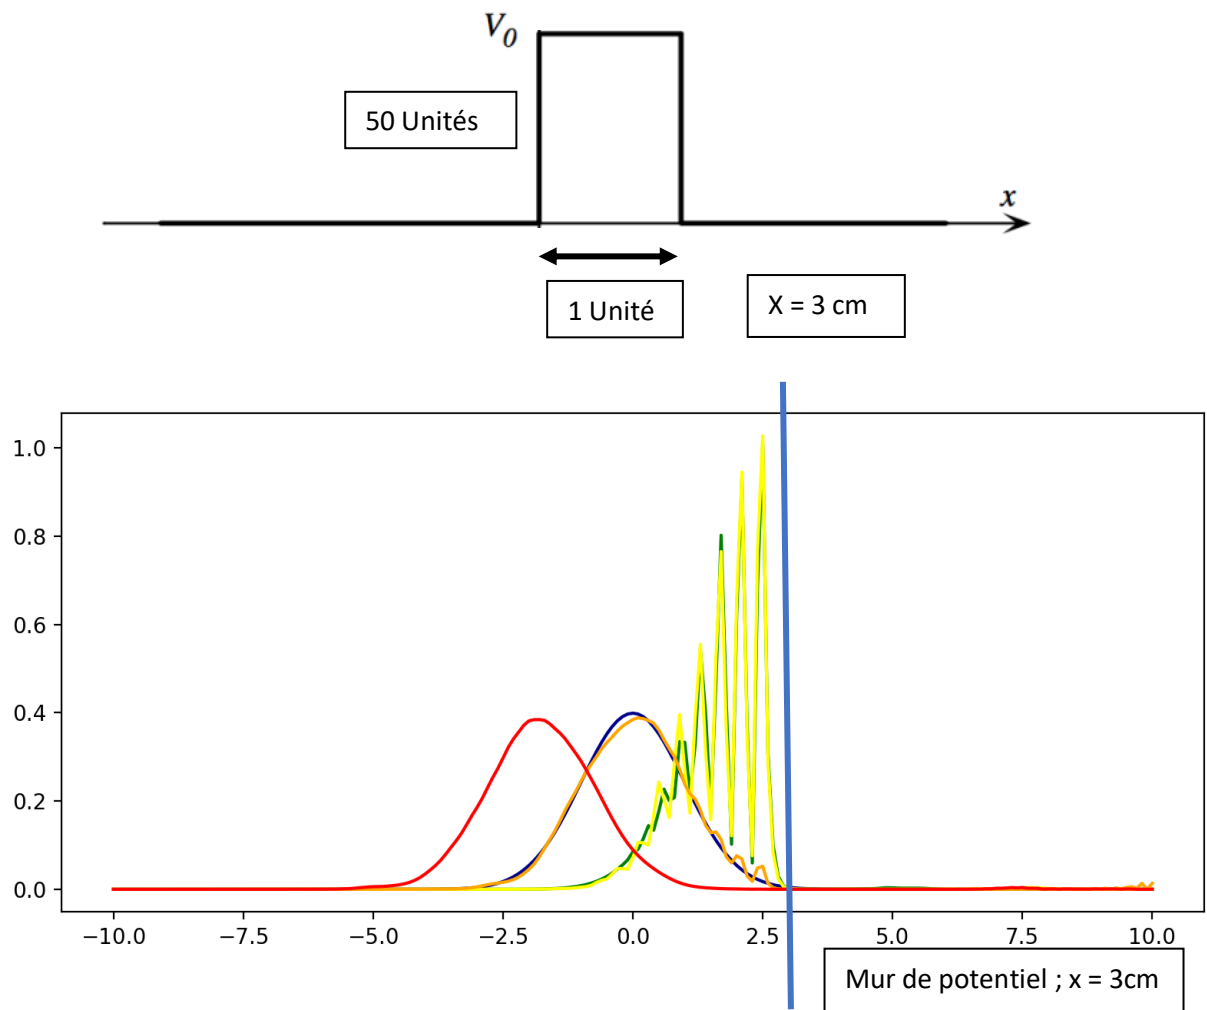 V0
50 Unités
x
1 Unité
X = 3 cm
1.0
0.8
0.6
0.4
0.2
0.0
−10.0 −7.5 −5.0 −2.5 0.0 2.5 5.0 7.5 10.0
Mur de potentiel ; x = 3cm